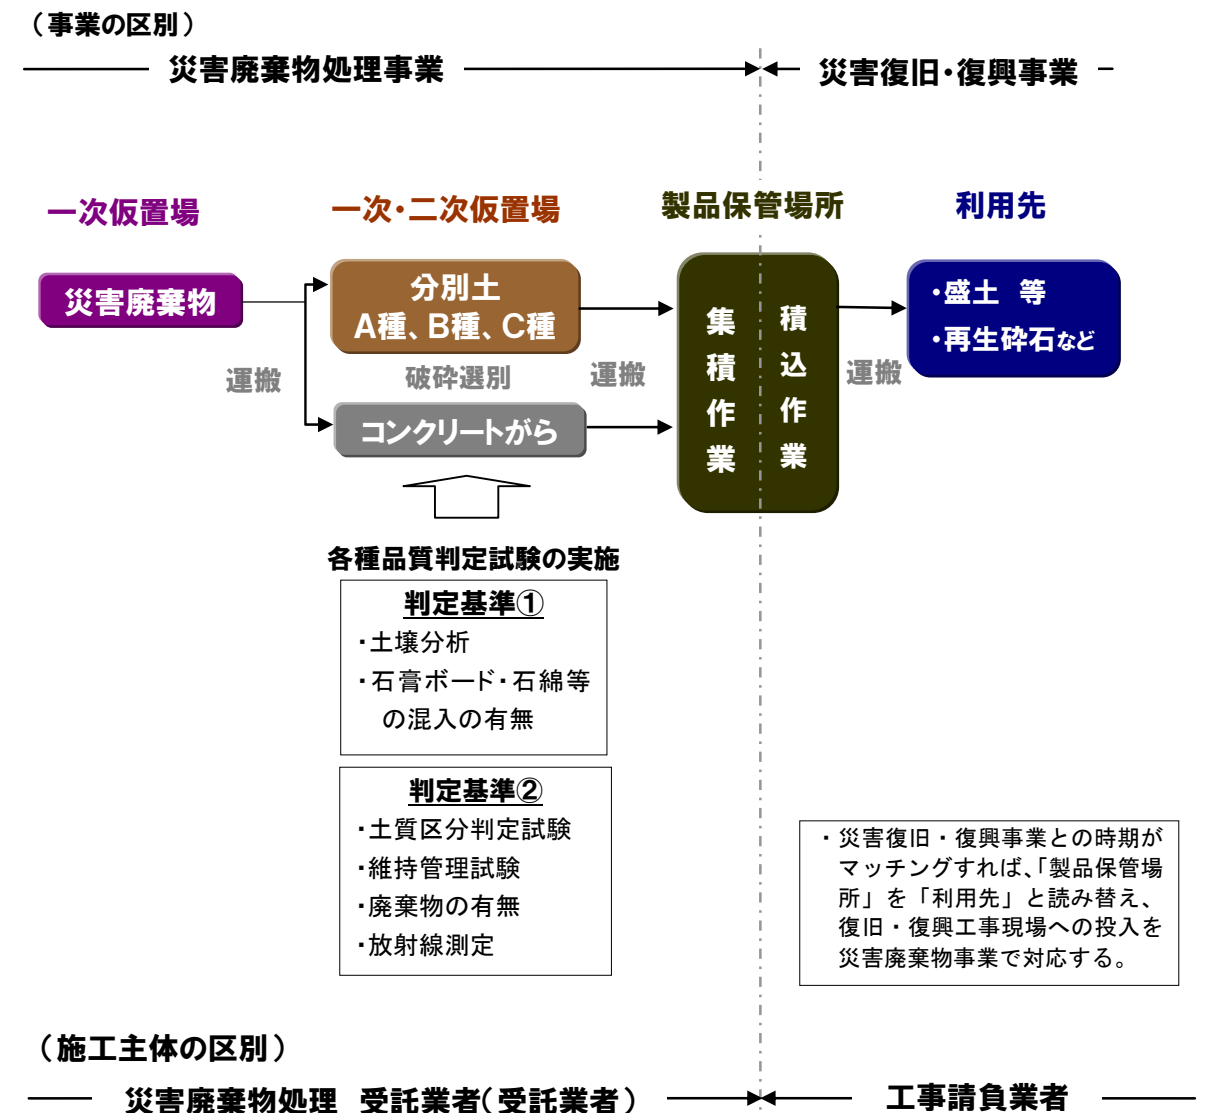 （事業の区別）
災害廃棄物処理事業
災害復旧・復興事業
一次仮置場
一次・二次仮置場
製品保管場所
利用先
災害廃棄物
分別土
A種、B種、C種
集積作業
積込作業
・盛土　等
・再生砕石など
運搬
破砕選別
運搬
運搬
コンクリートがら
各種品質判定試験の実施
判定基準①
・土壌分析
・石膏ボード・石綿等
の混入の有無
判定基準②
・土質区分判定試験
・維持管理試験
・廃棄物の有無
・放射線測定
・災害復旧・復興事業との時期が
マッチングすれば、「製品保管場
所」を「利用先」と読み替え、
復旧・復興工事現場への投入を
災害廃棄物事業で対応する。
（施工主体の区別）
災害廃棄物処理　受託業者（受託業者）
工事請負業者